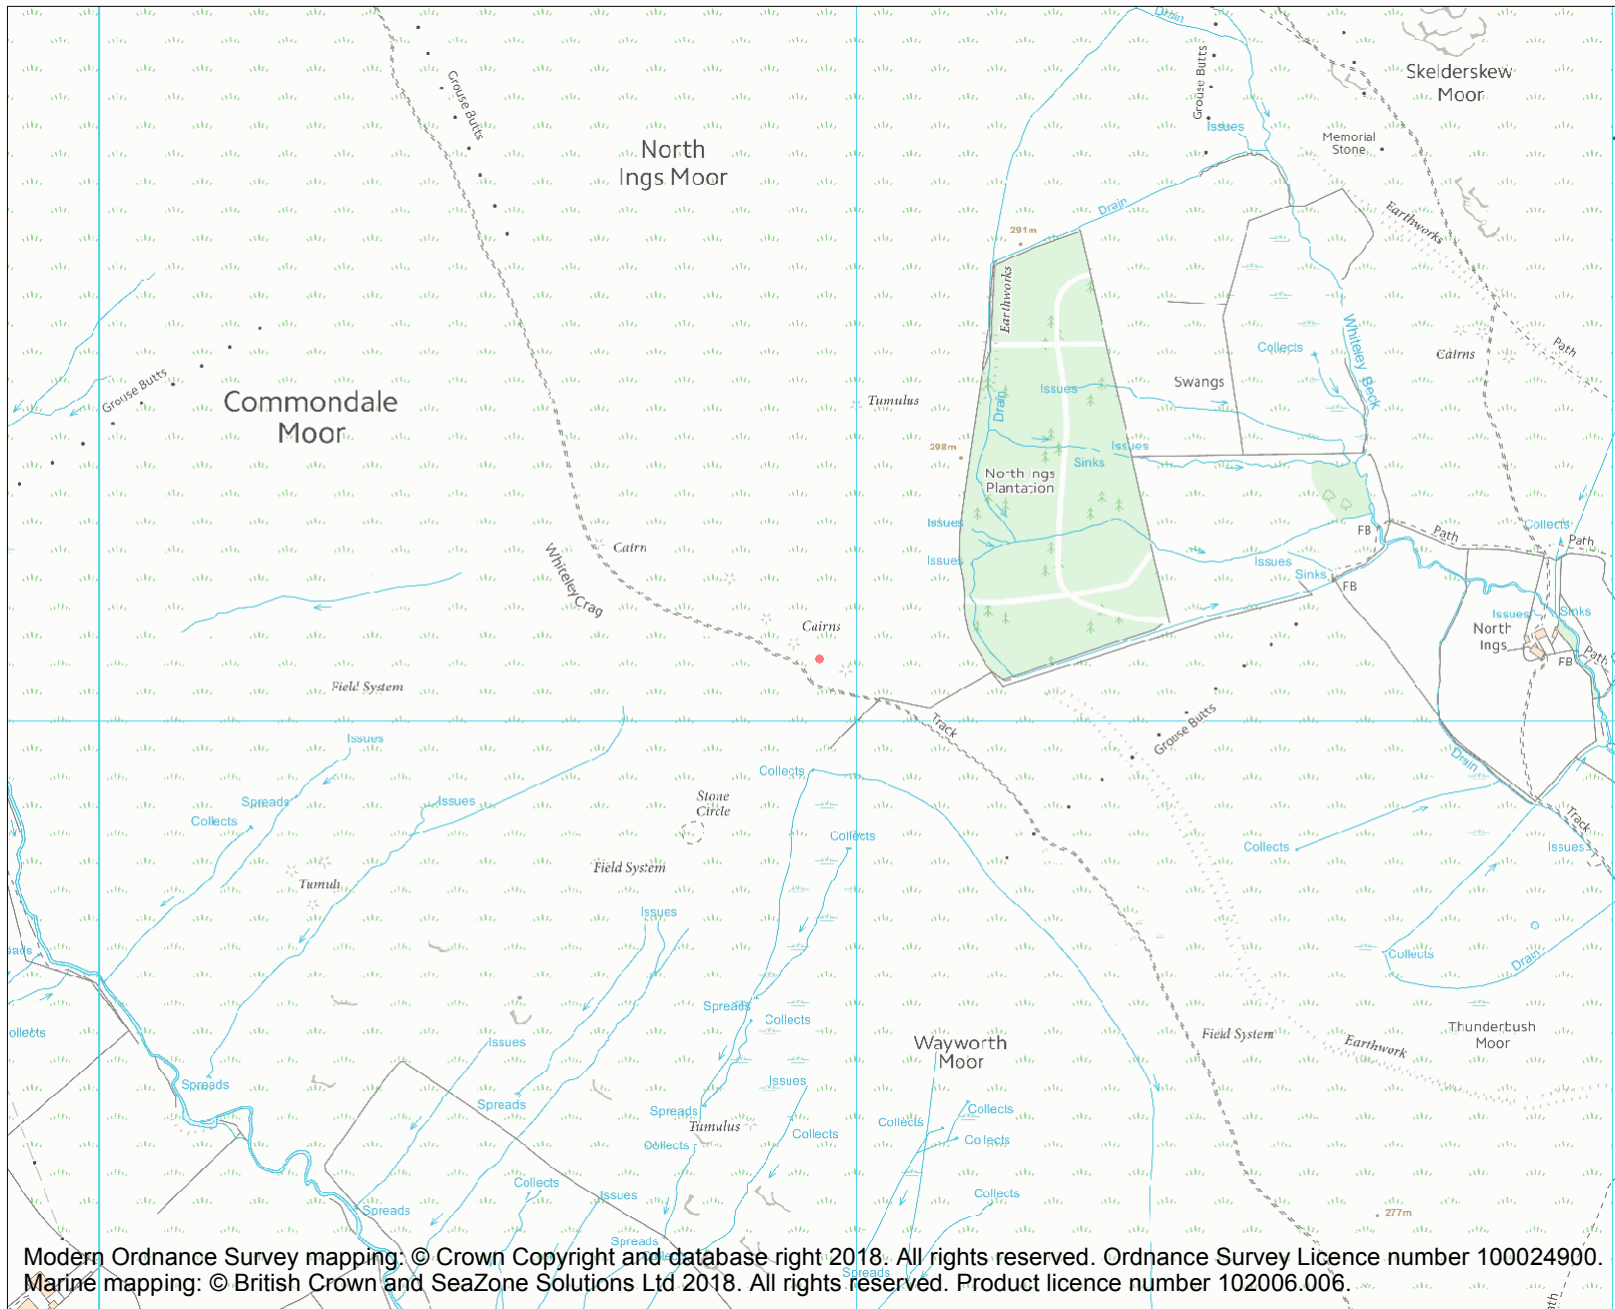 Drain
Grouse Butts
Grouse Butts
Skelderskew
Moor
Issues
Memorial
Stone
North
Ings Moor
Drain
Earthworks
291m
Earthworks
Whiteley Beck
Collects
Cairns
Path
Grouse Butts
Swangs
Issues
Commondale
Moor
Tumulus
Drain
298m
Issues
Sinks
North Ings
Plantation
Issues
Collects
FB
Path
Path
Cairn
Whiteley Crag
Issues
Issues
Sinks
FB
Issues
Sinks
Cairns
North
Ings
FB
Path
Field System
Grouse Butts
Track
Issues
Drain
Collects
Spreads
Issues
Stone
Circle
Collects
Track
Collects
Collects
Issues
Field System
Tumuli
Issues
Collects
Drain
Spreads
Collects
Field System
Thunderbush
Moor
Earthwork
Wayworth
Moor
Issues
Spreads
Issues
Spreads
Spreads
Collects
Collects
Tumulus
Collects
Collects
Collects
Collects
Issues
Collects
Spreads
277m
Spreads
Collects
Spreads
Modern Ordnance Survey mapping: © Crown Copyright and database right 2018. All rights reserved. Ordnance Survey Licence number 100024900.
Marine mapping: © British Crown and SeaZone Solutions Ltd 2018. All rights reserved. Product licence number 102006.006.